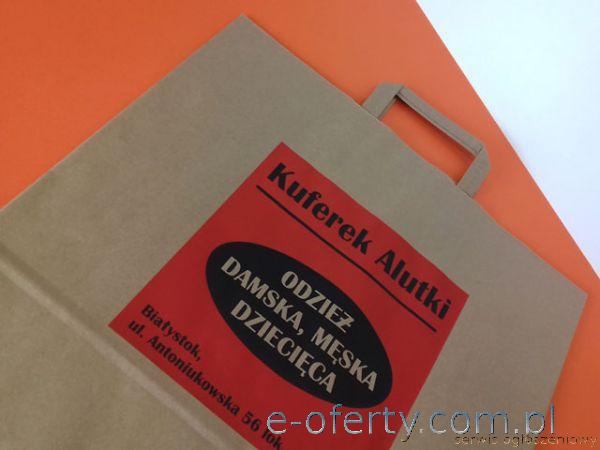 Kuferek Alutki
ODZIEŻ
DAMSKA, MĘSKA
DZIECIĘCA
Białystok,
ul. Antoniukowska 56 lok.
e-oferty.com.pl
serwis ogłoszeniowy